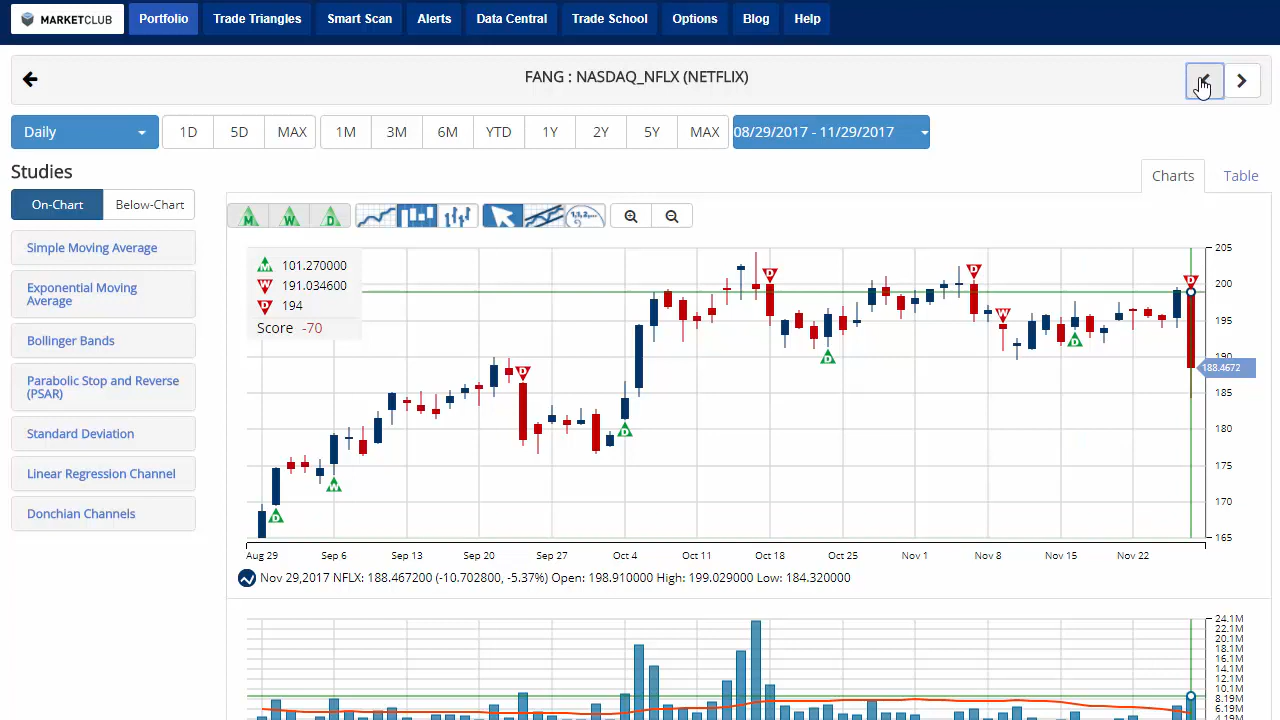 MARKETCLUB Portfolio Trade Triangles Smart Scan Alerts Data Central Trade School Options Blog Help
FANG : NASDAQ_NFLX (NETFLIX)
Daily 1D 5D MAX 1M 3M 6M YTD 1Y 2Y 5Y MAX 08/29/2017 - 11/29/2017
Studies
Charts Table
On-Chart Below-Chart
M W D 1,1,2,
Simple Moving Average
Exponential Moving
Average
Bollinger Bands
Parabolic Stop and Reverse
(PSAR)
Standard Deviation
Linear Regression Channel
Donchian Channels
M 101.270000
W 191.034600
D 194
Score -70
D
W
D
D
D
D
D
W
D
D
205
200
195
190
188.4672
185
180
175
170
165
Aug 29 Sep 6 Sep 13 Sep 20 Sep 27 Oct 4 Oct 11 Oct 18 Oct 25 Nov 1 Nov 8 Nov 15 Nov 22
Nov 29,2017 NFLX: 188.467200 (-10.702800, -5.37%) Open: 198.910000 High: 199.029000 Low: 184.320000
24.1M
22.1M
20.1M
18.1M
16.1M
14.1M
12.1M
10.1M
8.19M
6.19M
4.19M